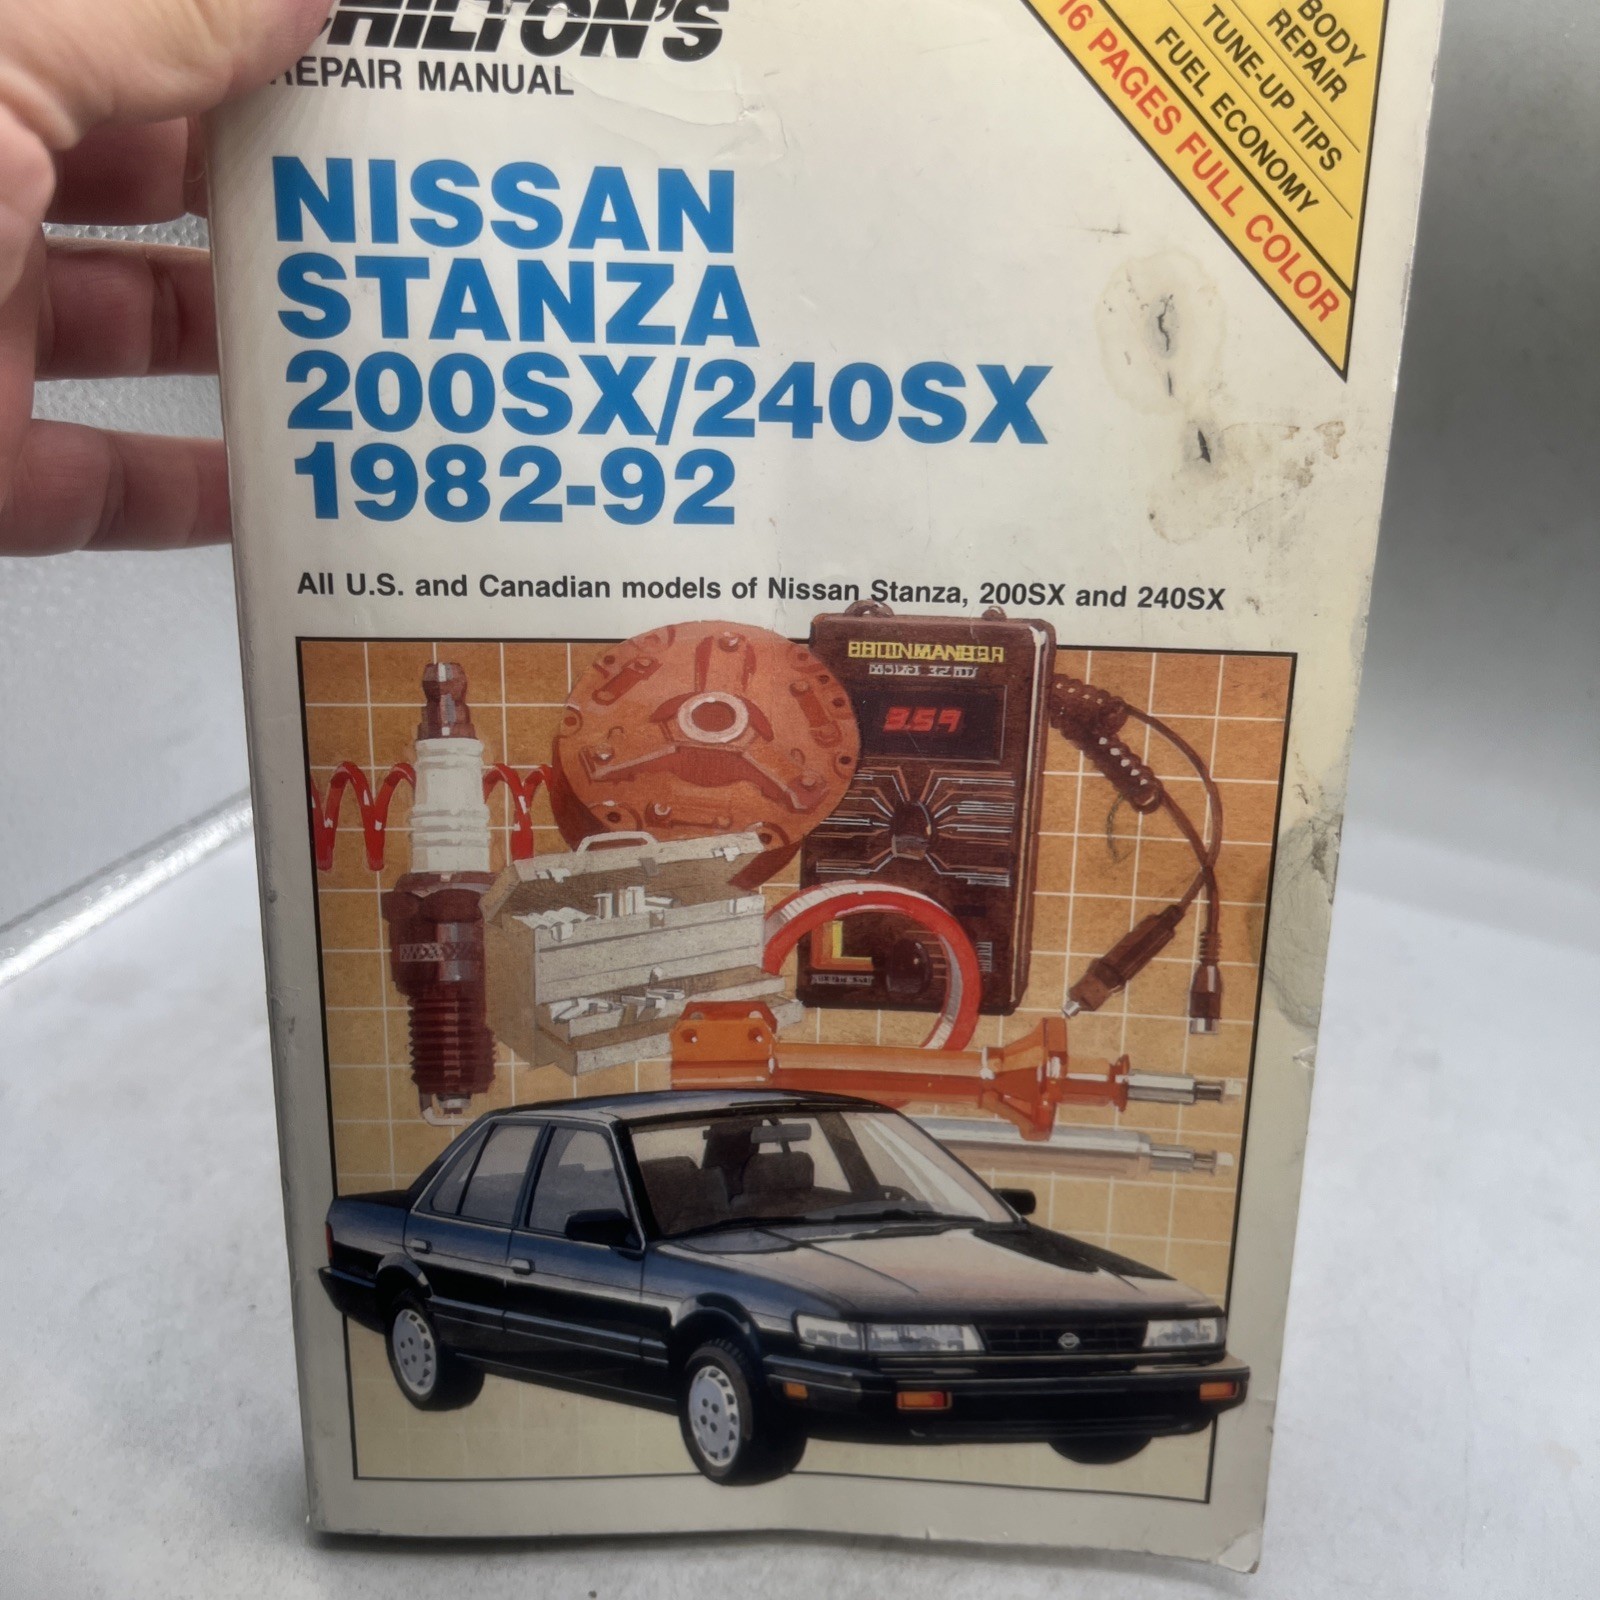 CHILTON'S
REPAIR MANUAL
BODY
REPAIR
TUNE-UP TIPS
FUEL ECONOMY
16 PAGES FULL COLOR
NISSAN
STANZA
200SX/240SX
1982-92
All U.S. and Canadian models of Nissan Stanza, 200SX and 240SX